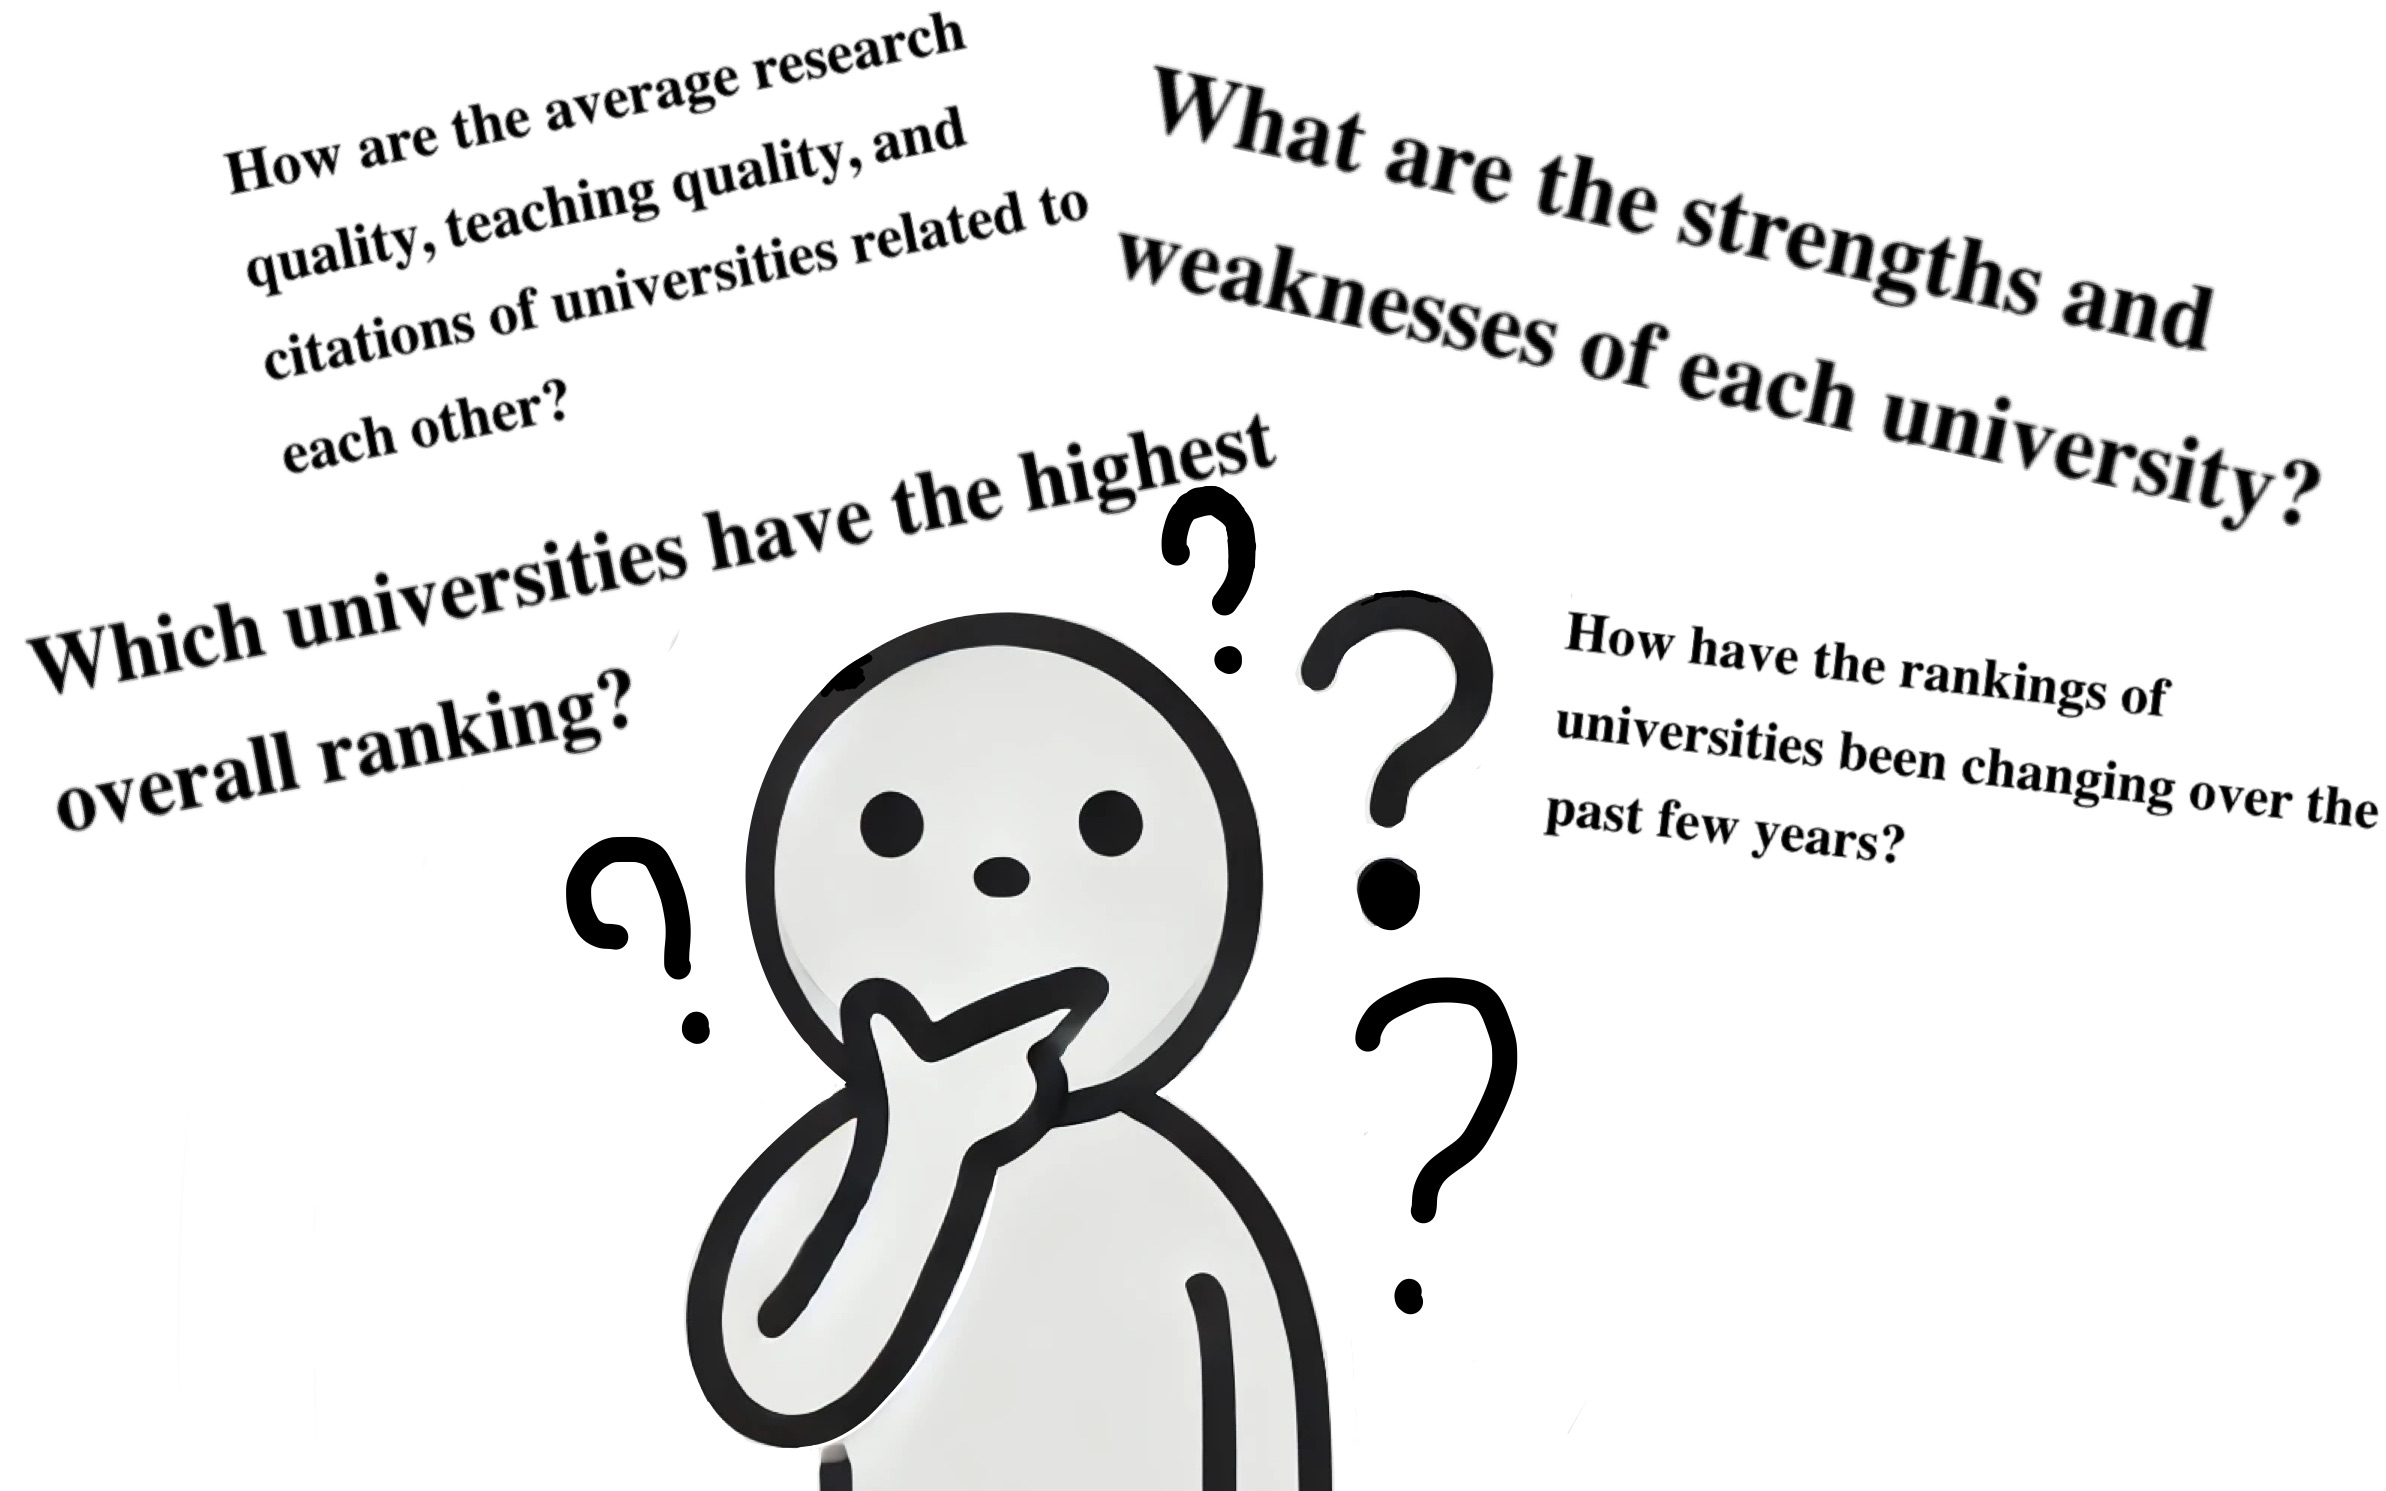 How are the average research
quality, teaching quality, and
citations of universities related to
each other?
What are the strengths and
weaknesses of each university?
Which universities have the highest
overall ranking?
How have the rankings of
universities been changing over the
past few years?
?
?
?
?